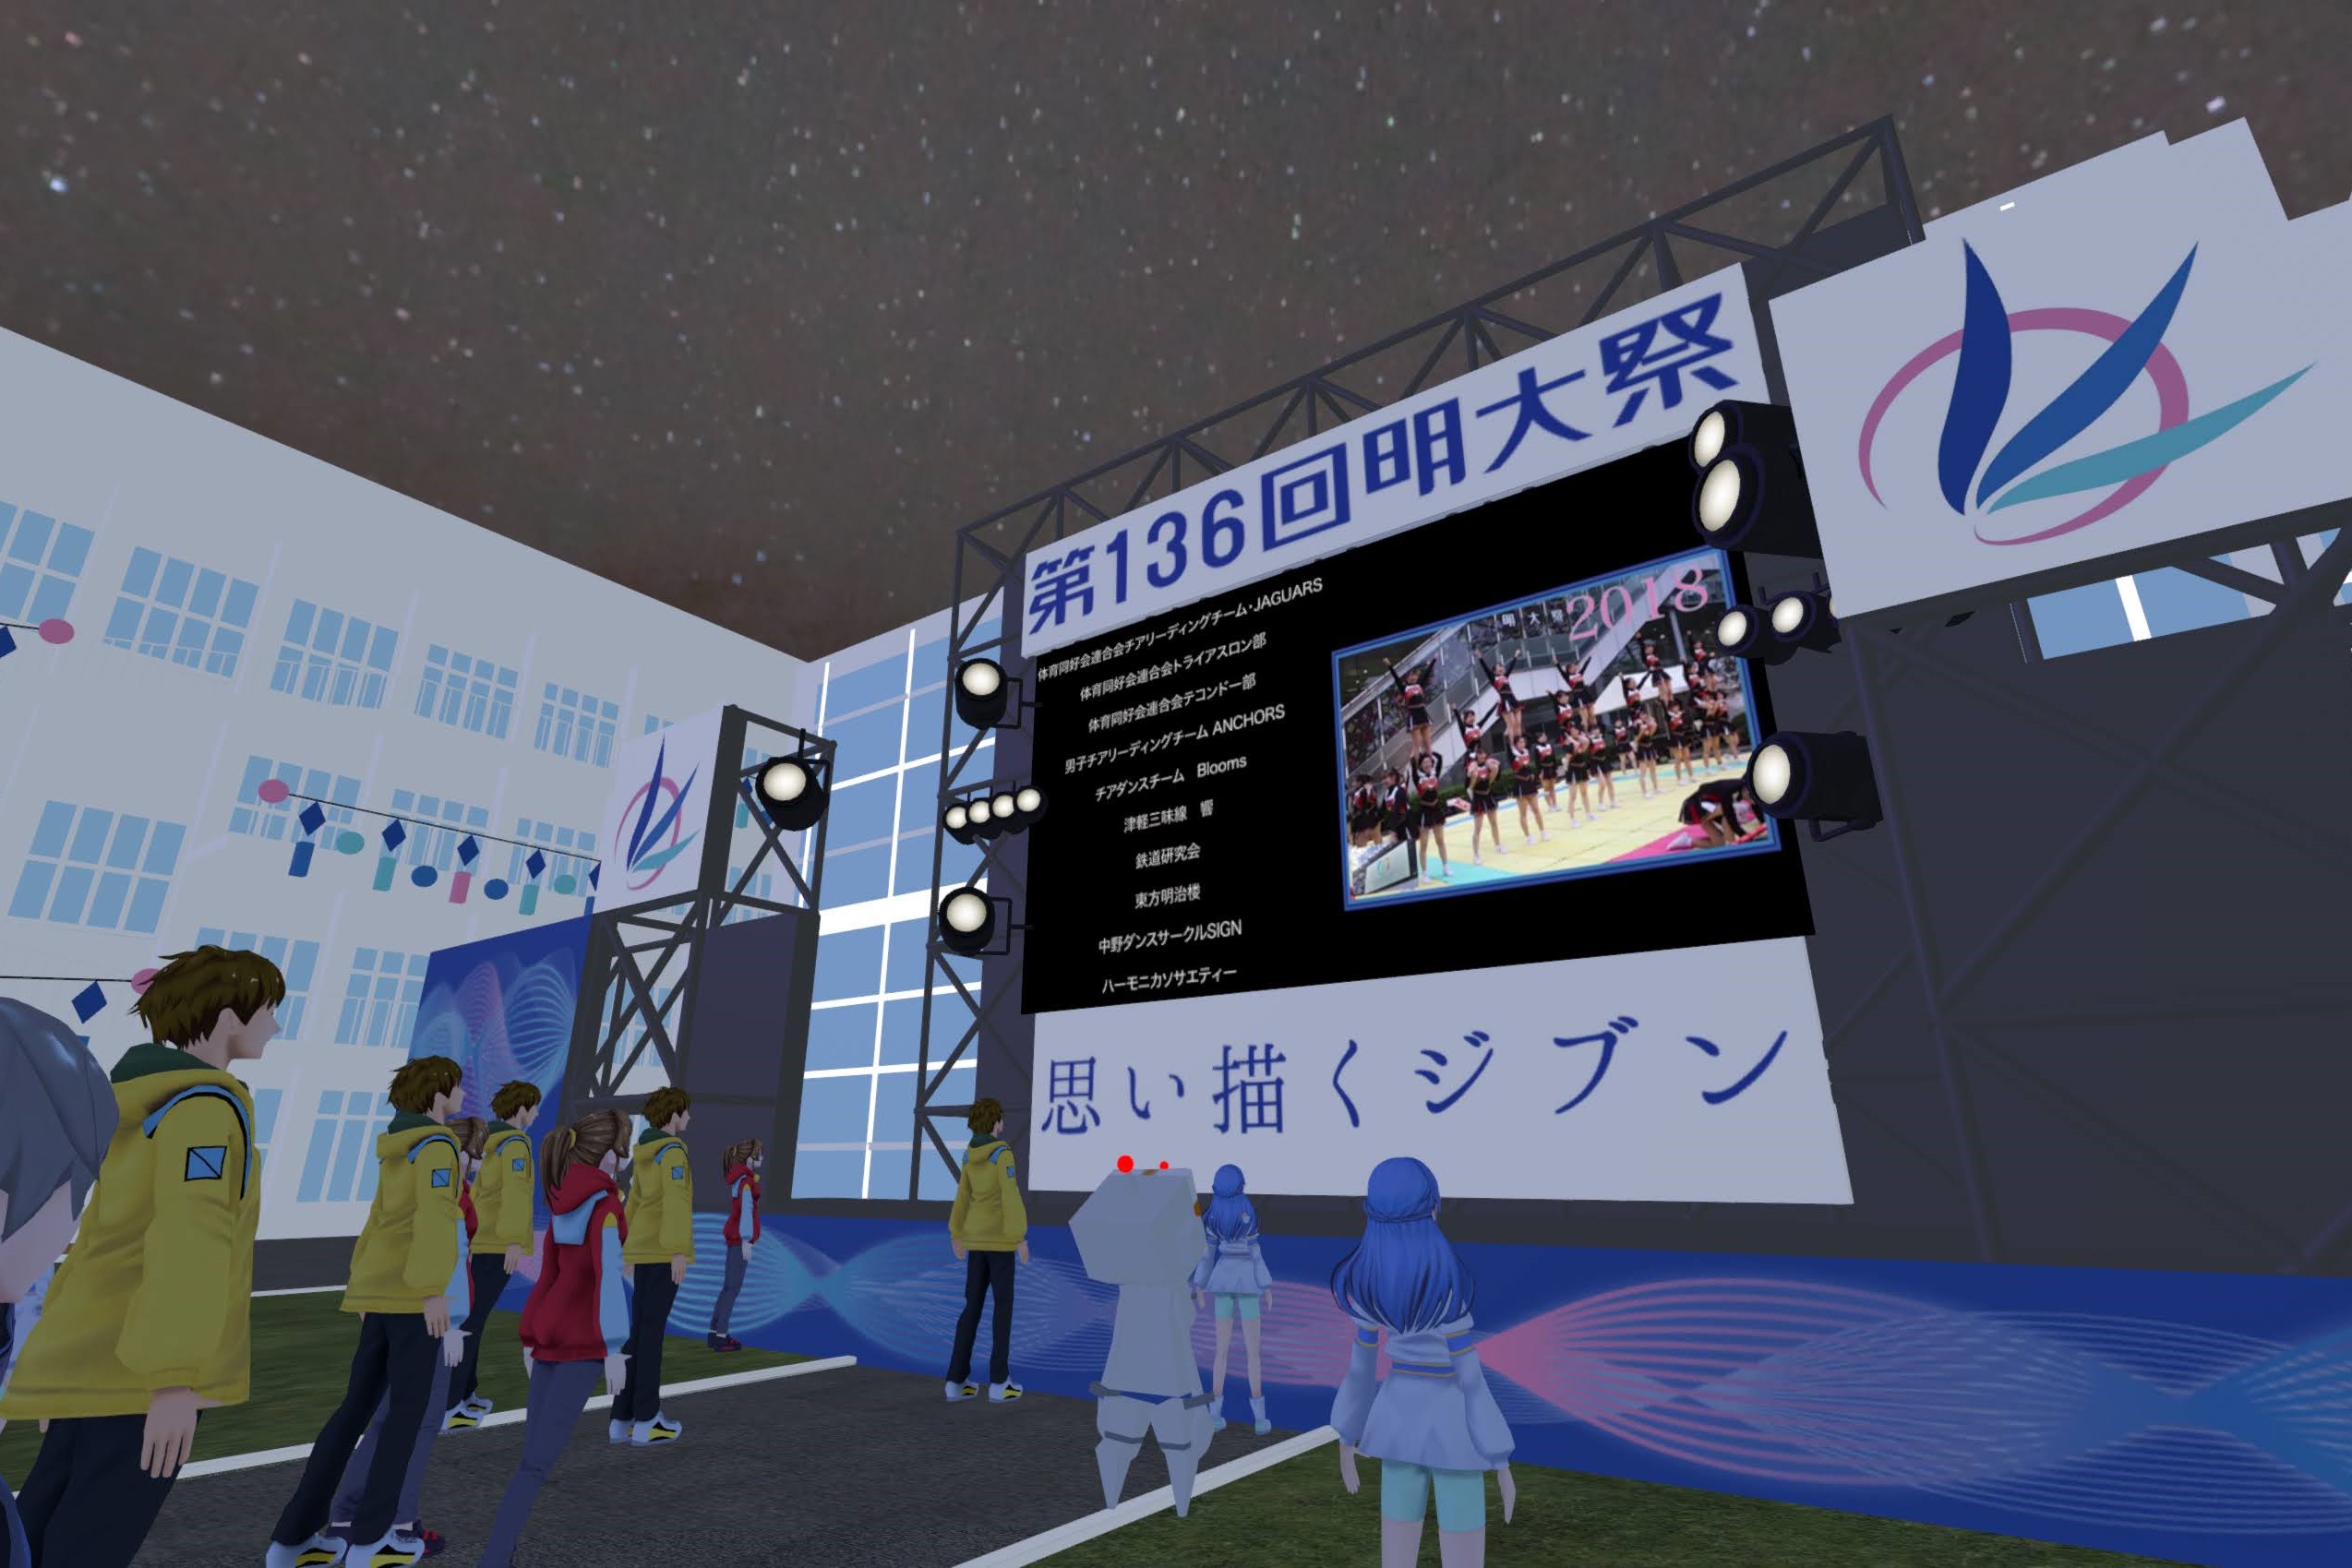 第136回明大祭
体育同好会連合会チアリーディングチーム・JAGUARS
体育同好会連合会トライアスロン部
体育同好会連合会テコンドー部
男子チアリーディングチーム ANCHORS
チアダンスチーム　Blooms
津軽三味線　響
鉄道研究会
東方明治楼
中野ダンスサークルSIGN
ハーモニカソサエティー
2018
明大祭
思い描くジブン